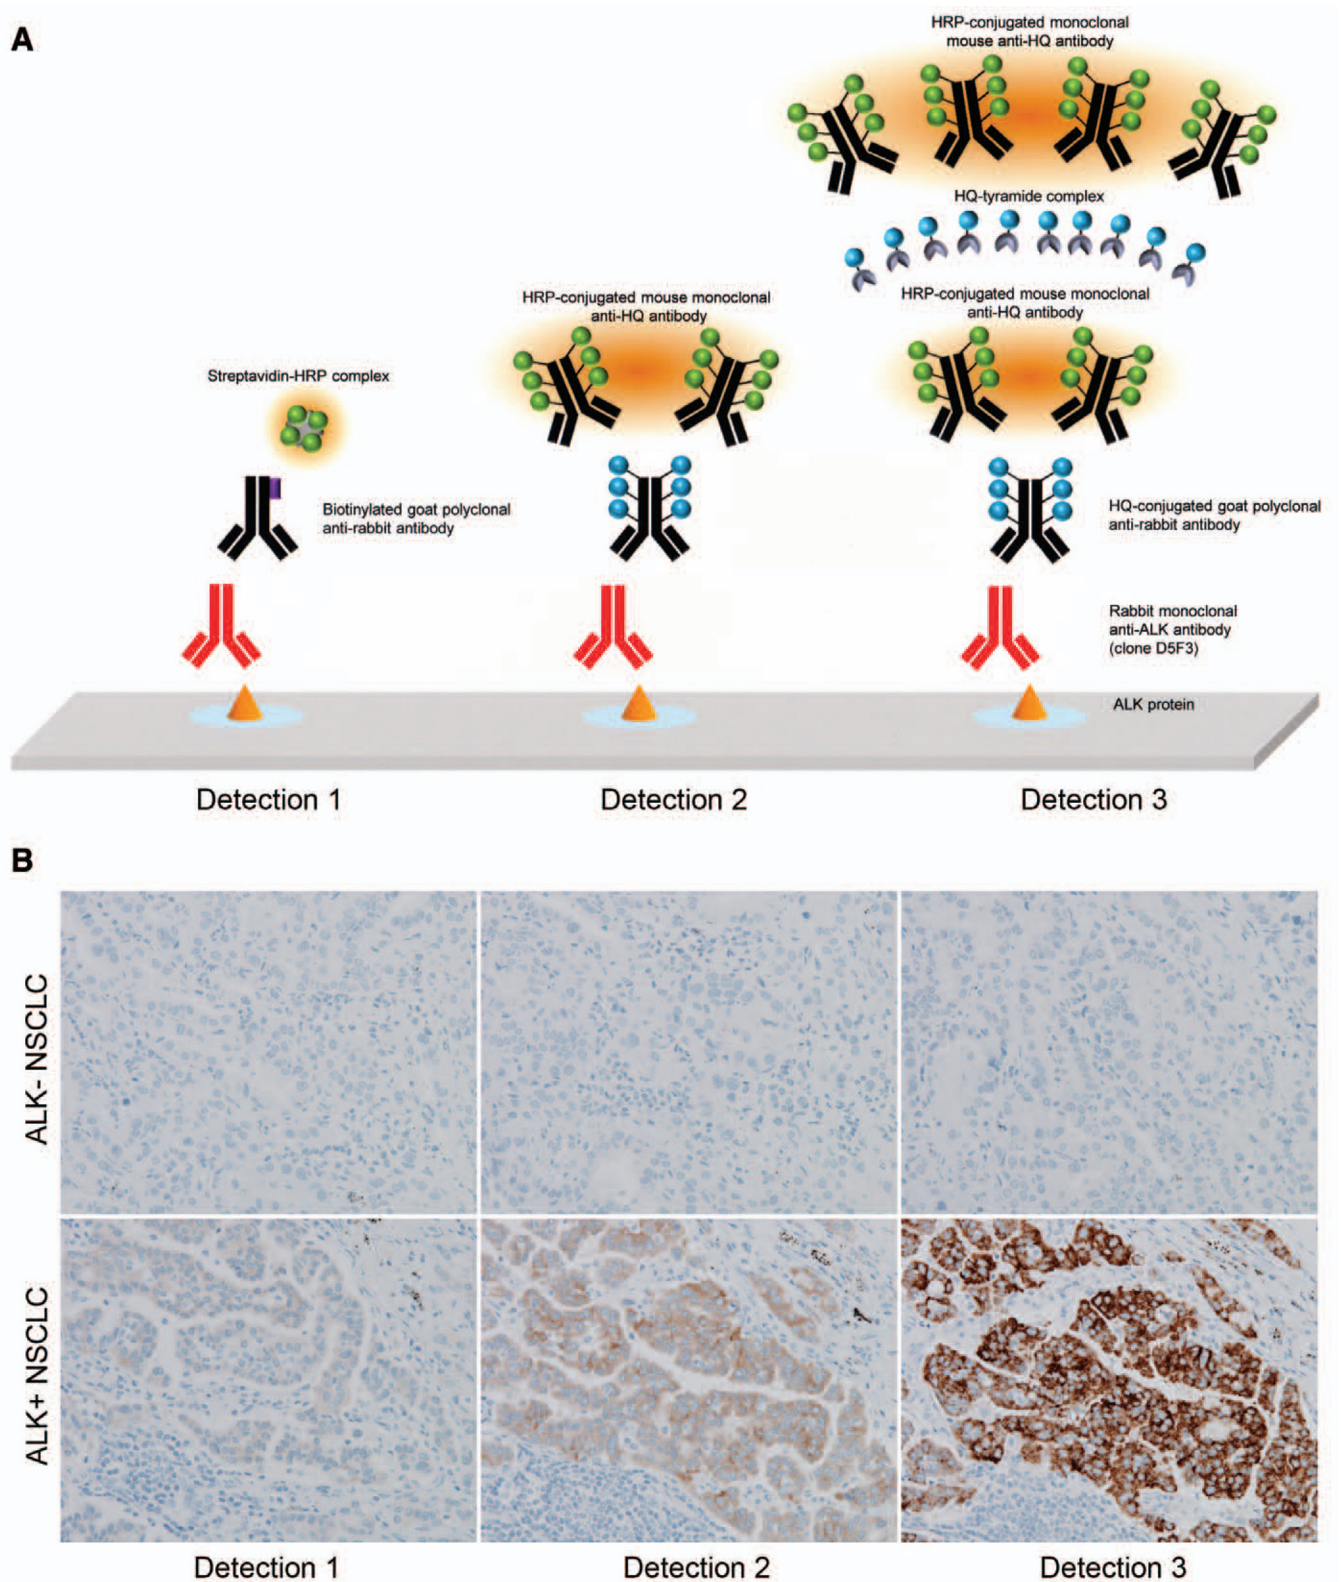 A
HRP-conjugated monoclonal
mouse anti-HQ antibody
HQ-tyramide complex
HRP-conjugated mouse monoclonal
anti-HQ antibody
HRP-conjugated mouse monoclonal
anti-HQ antibody
Streptavidin-HRP complex
Biotinylated goat polyclonal
anti-rabbit antibody
HQ-conjugated goat polyclonal
anti-rabbit antibody
Rabbit monoclonal
anti-ALK antibody
(clone D5F3)
ALK protein
Detection 1
Detection 2
Detection 3
B
ALK- NSCLC
ALK+ NSCLC
Detection 1
Detection 2
Detection 3